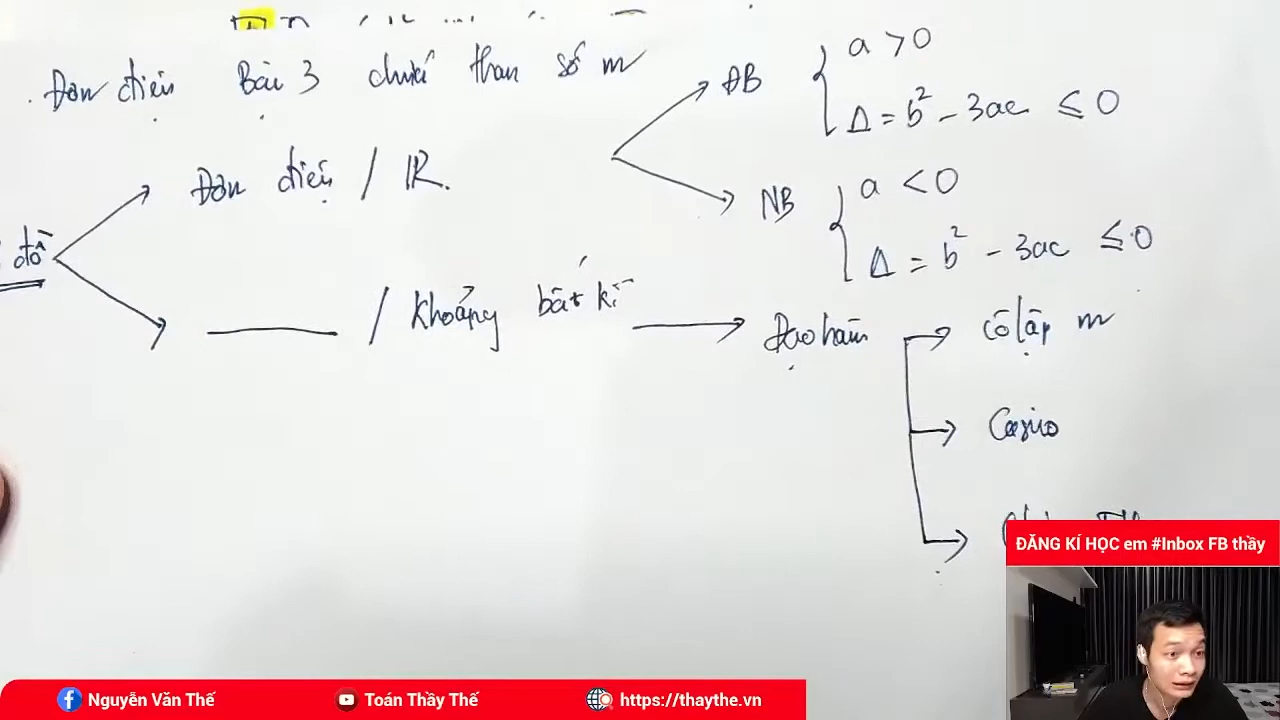 Đơn điệu Bài 3 chứa tham số m
đồ
Đơn điệu / ℝ.
ĐB
a > 0
Δ = b² - 3ac ≤ 0
NB
a < 0
Δ = b² - 3ac ≤ 0
/ Khoảng bất kì
Đạo hàm
Cô lập m
Casio
ĐĂNG KÍ HỌC em #Inbox FB thầy
Nguyễn Văn Thế
Toán Thầy Thế
https://thaythe.vn